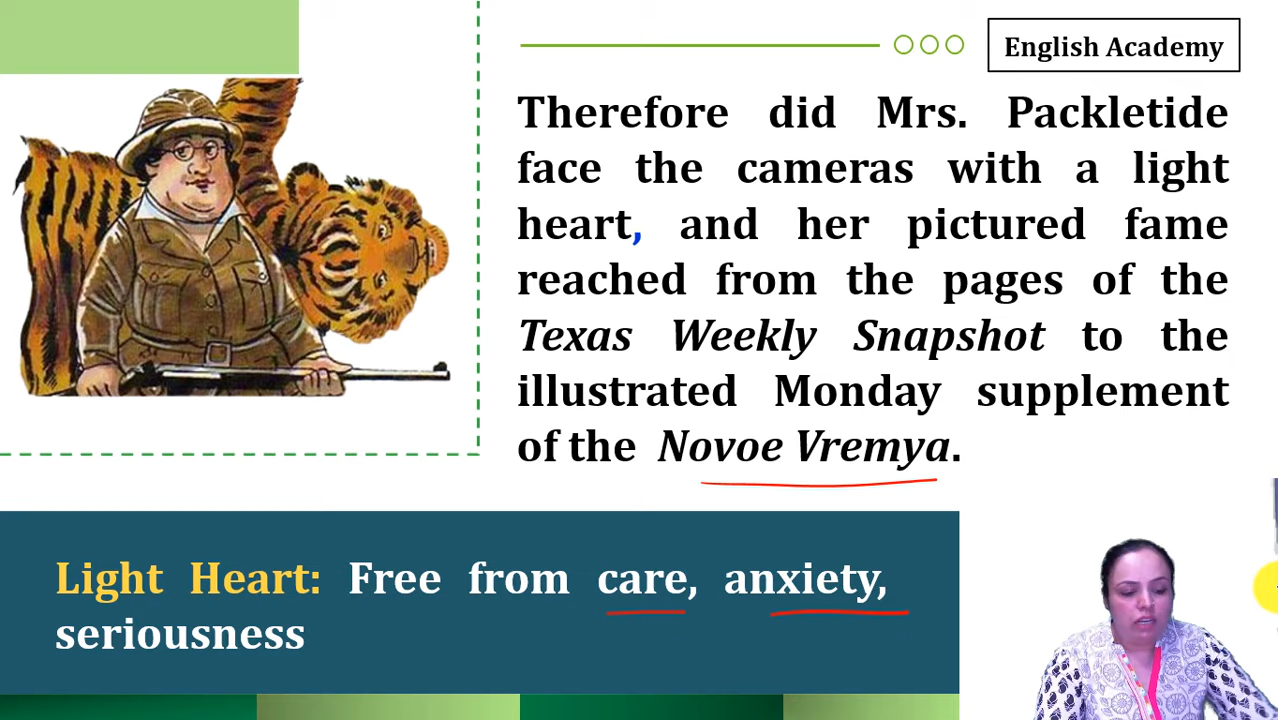 English Academy
Therefore did Mrs. Packletide
face the cameras with a light
heart, and her pictured fame
reached from the pages of the
Texas Weekly Snapshot to the
illustrated Monday supplement
of the Novoe Vremya.
Light Heart: Free from care, anxiety,
seriousness